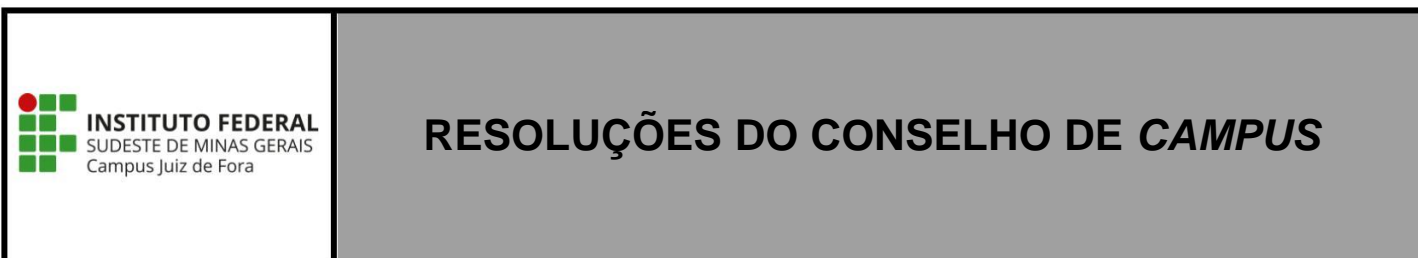 INSTITUTO FEDERAL
SUDESTE DE MINAS GERAIS
Campus Juiz de Fora
RESOLUÇÕES DO CONSELHO DE CAMPUS